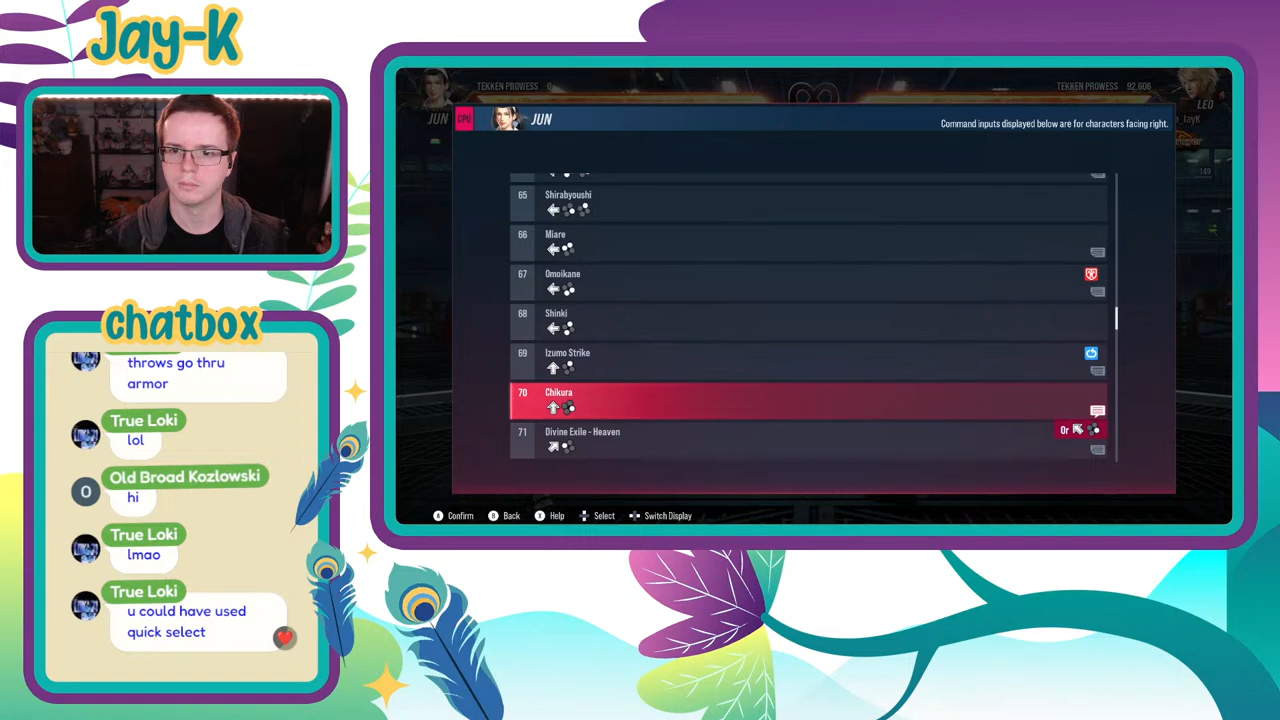 Jay-K
TEKKEN PROWESS 0
TEKKEN PROWESS 92,606
JUN
CPU
JUN
LEO
Command inputs displayed below are for characters facing right.
149
65 Shirabyoushi
66 Miare
67 Omoikane
68 Shinki
69 Izumo Strike
70 Chikura
Or
71 Divine Exile - Heaven
A Confirm B Back X Help Select Switch Display
chatbox
throws go thru
armor
True Loki
lol
O Old Broad Kozlowski
hi
True Loki
lmao
True Loki
u could have used
quick select